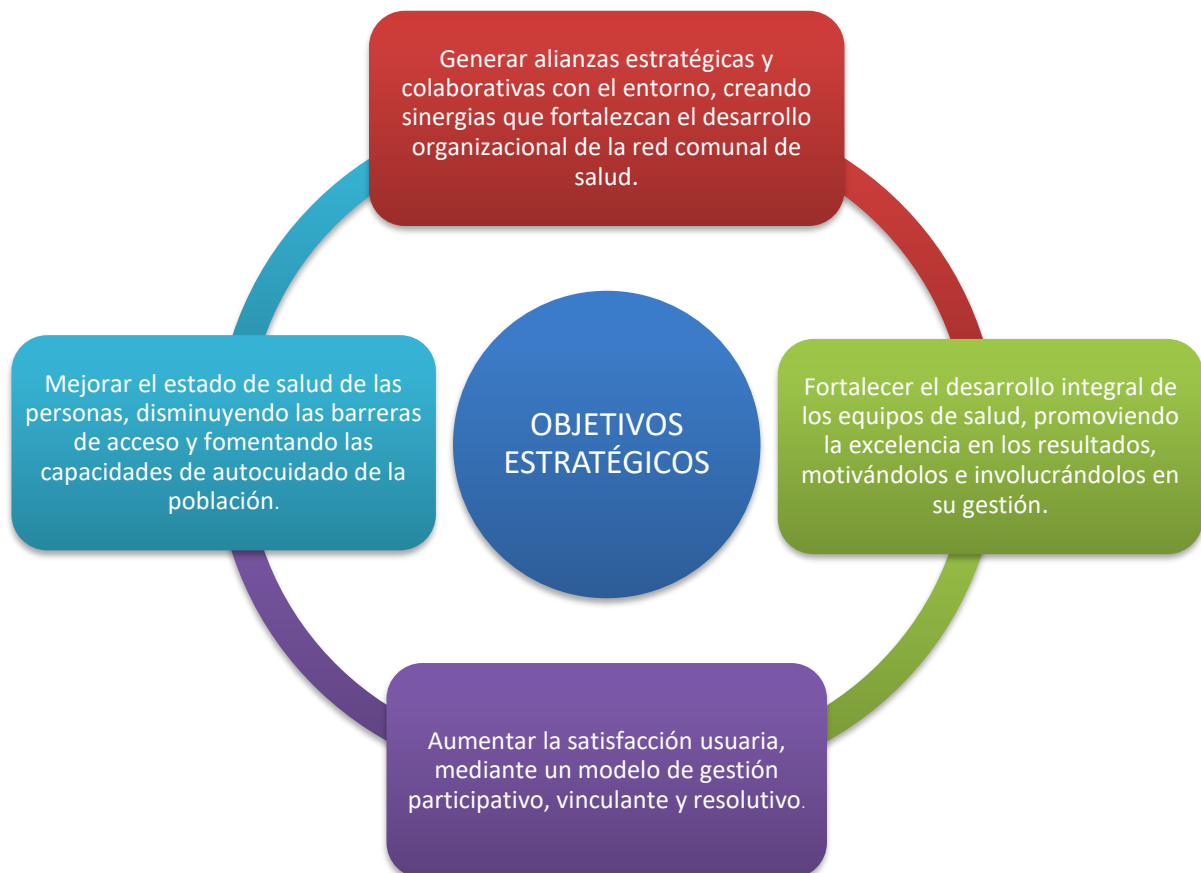 Generar alianzas estratégicas y
colaborativas con el entorno, creando
sinergias que fortalezcan el desarrollo
organizacional de la red comunal de
salud.
Mejorar el estado de salud de las
personas, disminuyendo las barreras
de acceso y fomentando las
capacidades de autocuidado de la
población.
OBJETIVOS
ESTRATÉGICOS
Fortalecer el desarrollo integral de
los equipos de salud, promoviendo
la excelencia en los resultados,
motivándolos e involucrándolos en
su gestión.
Aumentar la satisfacción usuaria,
mediante un modelo de gestión
participativo, vinculante y resolutivo.